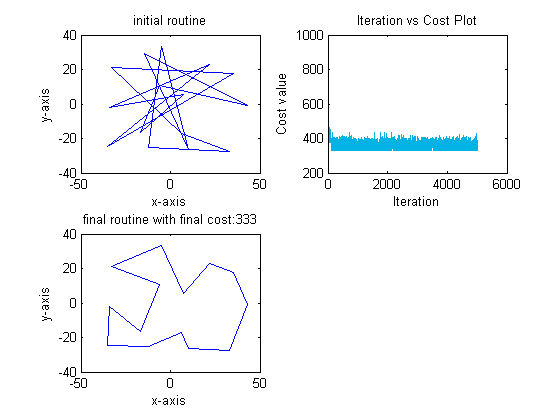 initial routine
40
20
0
-20
-40
y-axis
-50
0
50
x-axis
Iteration vs Cost Plot
1000
800
600
400
200
Cost value
0
2000
4000
6000
Iteration
final routine with final cost:333
40
20
0
-20
-40
y-axis
-50
0
50
x-axis